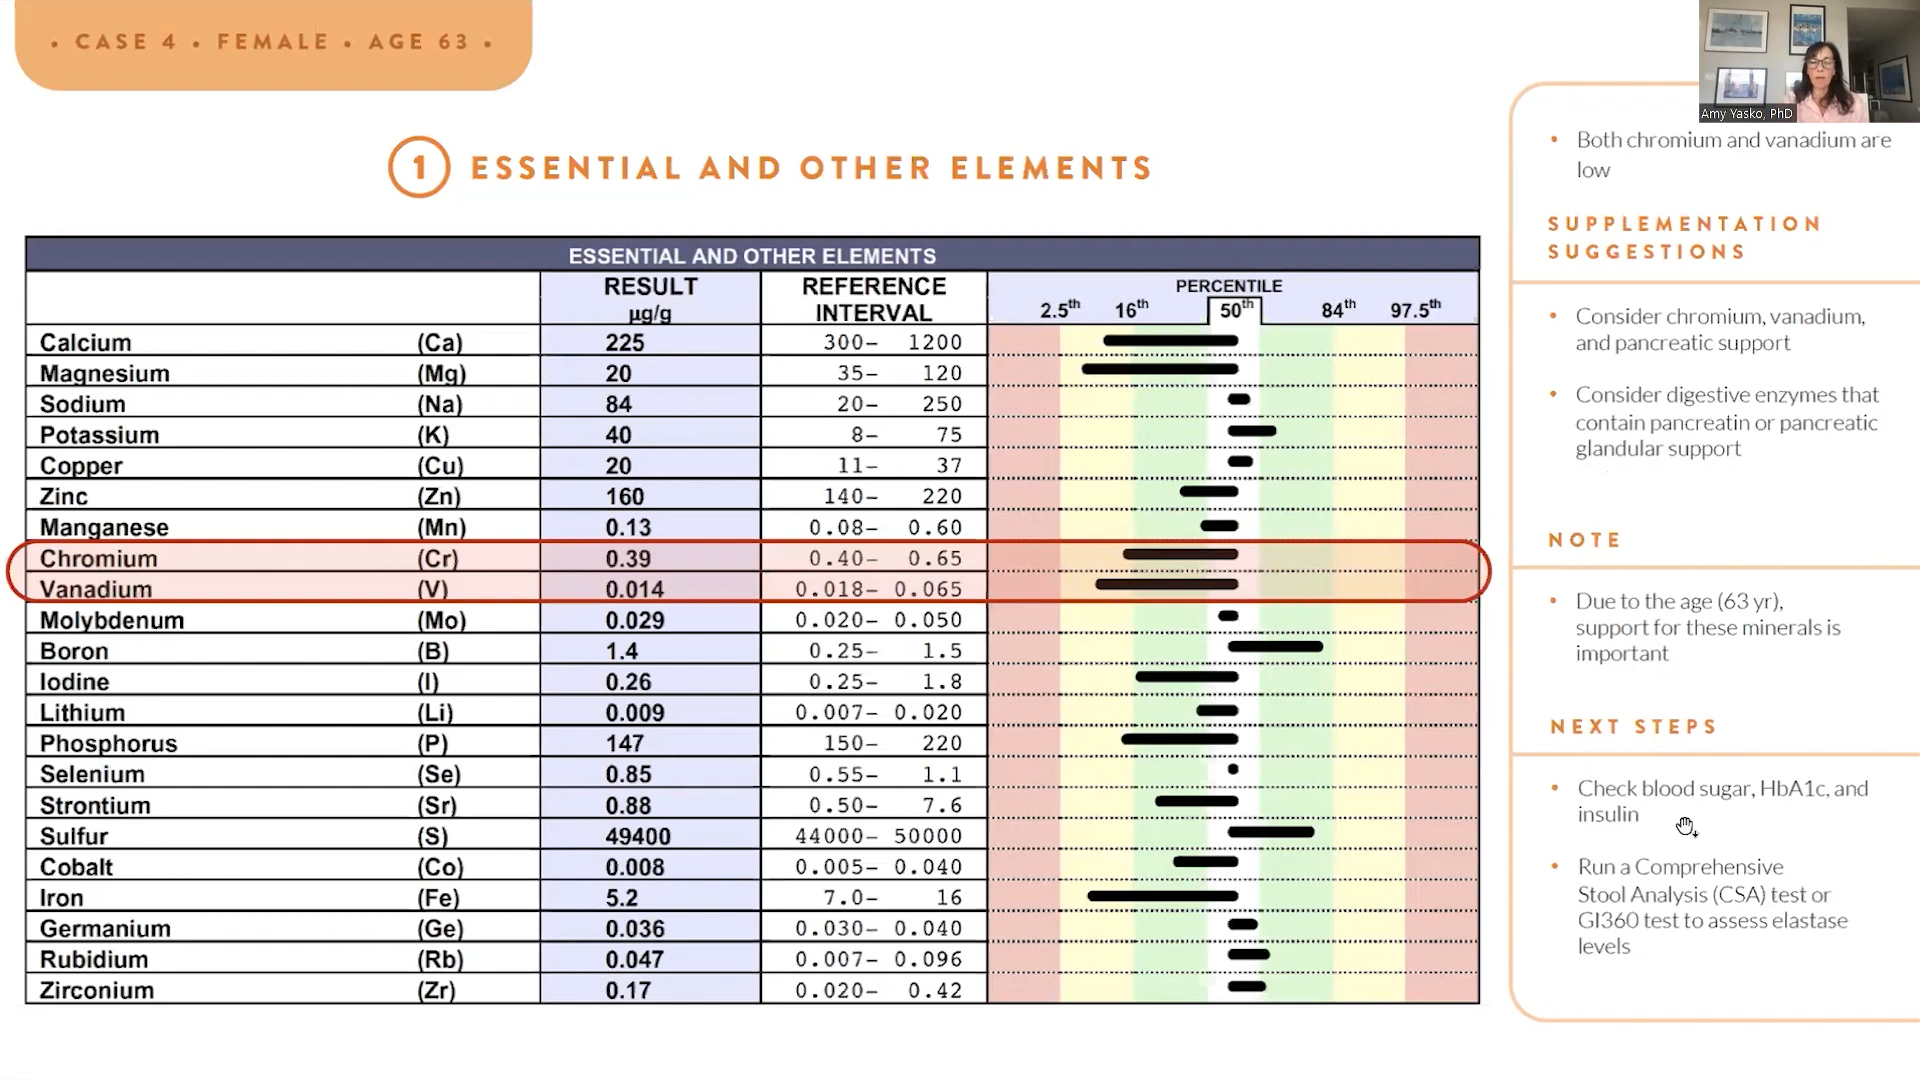 • CASE 4 • FEMALE • AGE 63 •
Amy Yasko, PhD
1 ESSENTIAL AND OTHER ELEMENTS
ESSENTIAL AND OTHER ELEMENTS
RESULT µg/g REFERENCE INTERVAL PERCENTILE
2.5th 16th 50th 84th 97.5th
Calcium (Ca) 225 300– 1200
Magnesium (Mg) 20 35– 120
Sodium (Na) 84 20– 250
Potassium (K) 40 8– 75
Copper (Cu) 20 11– 37
Zinc (Zn) 160 140– 220
Manganese (Mn) 0.13 0.08– 0.60
Chromium (Cr) 0.39 0.40– 0.65
Vanadium (V) 0.014 0.018– 0.065
Molybdenum (Mo) 0.029 0.020– 0.050
Boron (B) 1.4 0.25– 1.5
Iodine (I) 0.26 0.25– 1.8
Lithium (Li) 0.009 0.007– 0.020
Phosphorus (P) 147 150– 220
Selenium (Se) 0.85 0.55– 1.1
Strontium (Sr) 0.88 0.50– 7.6
Sulfur (S) 49400 44000– 50000
Cobalt (Co) 0.008 0.005– 0.040
Iron (Fe) 5.2 7.0– 16
Germanium (Ge) 0.036 0.030– 0.040
Rubidium (Rb) 0.047 0.007– 0.096
Zirconium (Zr) 0.17 0.020– 0.42
• Both chromium and vanadium are
low
SUPPLEMENTATION
SUGGESTIONS
• Consider chromium, vanadium,
and pancreatic support
• Consider digestive enzymes that
contain pancreatin or pancreatic
glandular support
NOTE
• Due to the age (63 yr),
support for these minerals is
important
NEXT STEPS
• Check blood sugar, HbA1c, and
insulin
• Run a Comprehensive
Stool Analysis (CSA) test or
GI360 test to assess elastase
levels